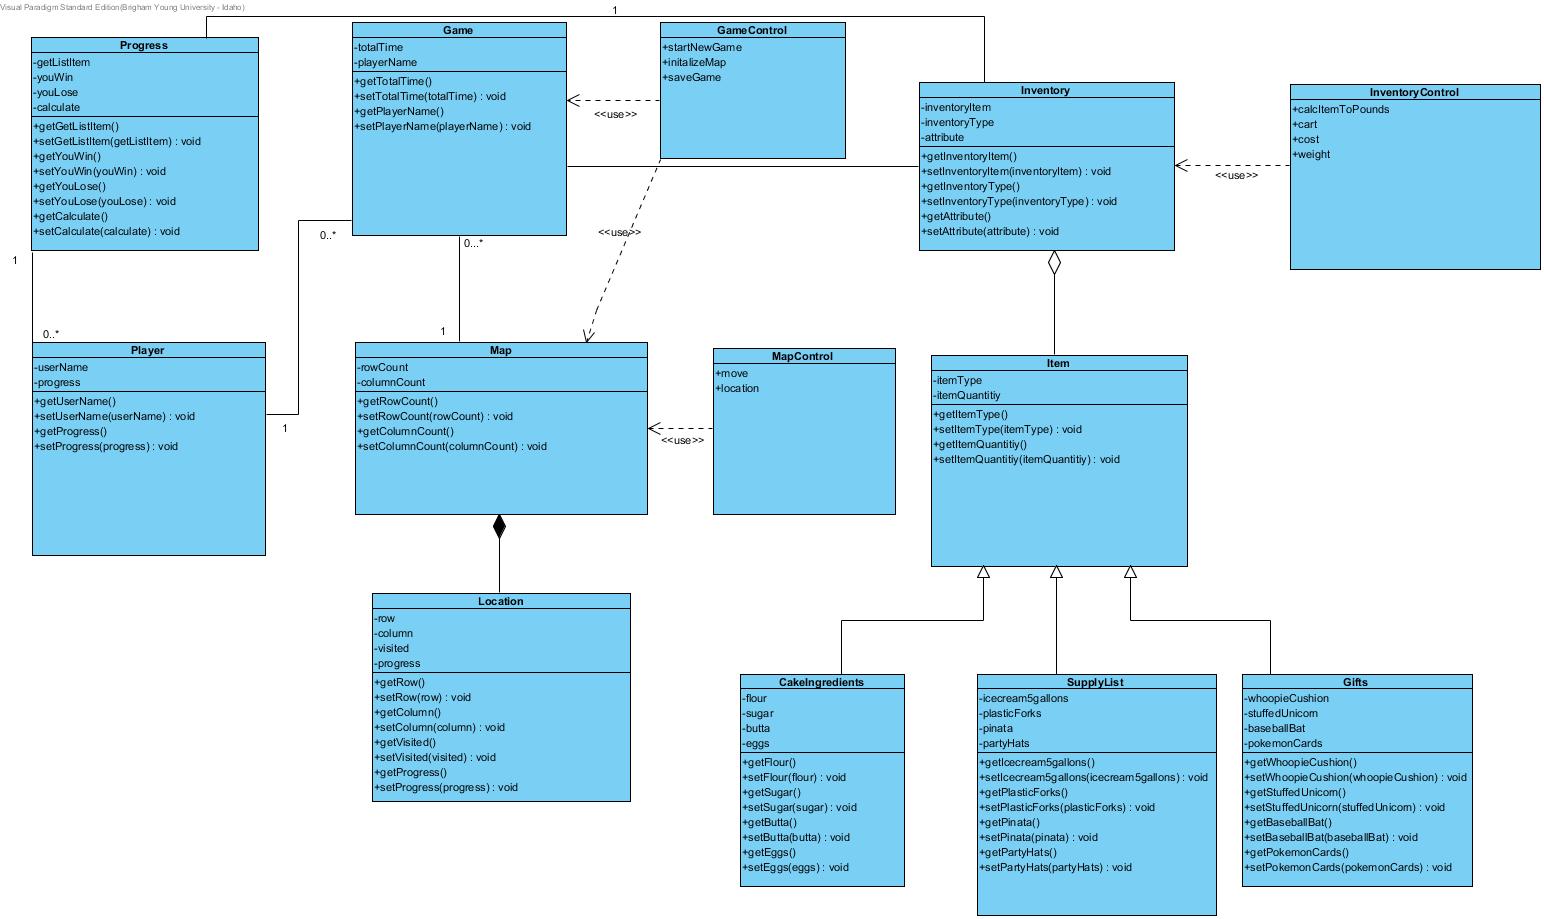 Visual Paradigm Standard Edition(Brigham Young University - Idaho)
1
Progress
-getListItem
-youWin
-youLose
-calculate
+getGetListItem()
+setGetListItem(getListItem) : void
+getYouWin()
+setYouWin(youWin) : void
+getYouLose()
+setYouLose(youLose) : void
+getCalculate()
+setCalculate(calculate) : void
Game
-totalTime
-playerName
+getTotalTime()
+setTotalTime(totalTime) : void
+getPlayerName()
+setPlayerName(playerName) : void
<<use>>
GameControl
+startNewGame
+initalizeMap
+saveGame
<<use>>
Inventory
-inventoryItem
-inventoryType
-attribute
+getInventoryItem()
+setInventoryItem(inventoryItem) : void
+getInventoryType()
+setInventoryType(inventoryType) : void
+getAttribute()
+setAttribute(attribute) : void
<<use>>
InventoryControl
+calcItemToPounds
+cart
+cost
+weight
1
0..*
0..*
1
0...*
1
Player
-userName
-progress
+getUserName()
+setUserName(userName) : void
+getProgress()
+setProgress(progress) : void
Map
-rowCount
-columnCount
+getRowCount()
+setRowCount(rowCount) : void
+getColumnCount()
+setColumnCount(columnCount) : void
<<use>>
MapControl
+move
+location
Item
-itemType
-itemQuantitiy
+getItemType()
+setItemType(itemType) : void
+getItemQuantitiy()
+setItemQuantitiy(itemQuantitiy) : void
Location
-row
-column
-visited
-progress
+getRow()
+setRow(row) : void
+getColumn()
+setColumn(column) : void
+getVisited()
+setVisited(visited) : void
+getProgress()
+setProgress(progress) : void
CakeIngredients
-flour
-sugar
-butta
-eggs
+getFlour()
+setFlour(flour) : void
+getSugar()
+setSugar(sugar) : void
+getButta()
+setButta(butta) : void
+getEggs()
+setEggs(eggs) : void
SupplyList
-icecream5gallons
-plasticForks
-pinata
-partyHats
+getIcecream5gallons()
+setIcecream5gallons(icecream5gallons) : void
+getPlasticForks()
+setPlasticForks(plasticForks) : void
+getPinata()
+setPinata(pinata) : void
+getPartyHats()
+setPartyHats(partyHats) : void
Gifts
-whoopieCushion
-stuffedUnicorn
-baseballBat
-pokemonCards
+getWhoopieCushion()
+setWhoopieCushion(whoopieCushion) : void
+getStuffedUnicorn()
+setStuffedUnicorn(stuffedUnicorn) : void
+getBaseballBat()
+setBaseballBat(baseballBat) : void
+getPokemonCards()
+setPokemonCards(pokemonCards) : void